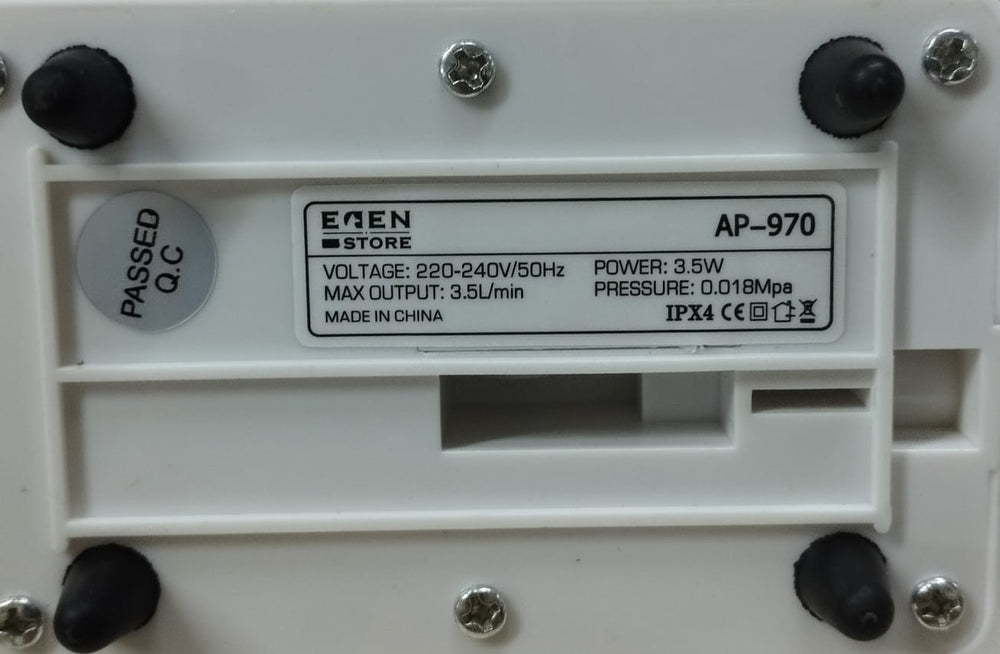 PASSED
Q.C
STORE
AP-970
VOLTAGE: 220-240V/50Hz
POWER: 3.5W
MAX OUTPUT: 3.5L/min
PRESSURE: 0.018Mpa
MADE IN CHINA
IPX4 CE